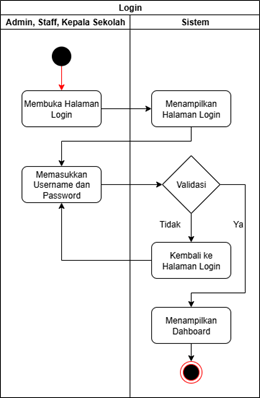 Login
Admin, Staff, Kepala Sekolah
Sistem
Membuka Halaman
Login
Menampilkan
Halaman Login
Memasukkan
Username dan
Password
Validasi
Tidak
Ya
Kembali ke
Halaman Login
Menampilkan
Dahboard